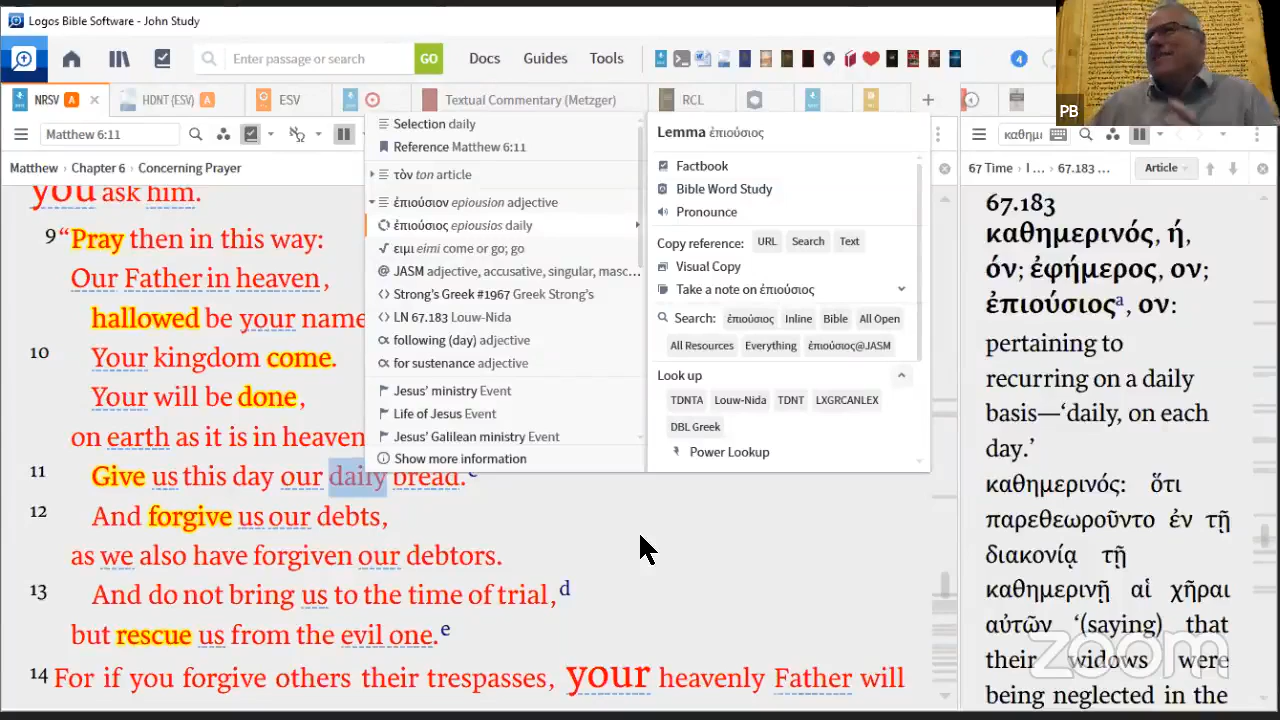 Logos Bible Software - John Study
Enter passage or search
GO
Docs
Guides
Tools
4
PB
NRSV A
HDNT (ESV) A
ESV
Textual Commentary (Metzger)
RCL
Matthew 6:11
Matthew › Chapter 6 › Concerning Prayer
you ask him.
9 “Pray then in this way:
Our Father in heaven,
hallowed be your name
10 Your kingdom come.
Your will be done,
on earth as it is in heaven
11 Give us this day our daily bread.
12 And forgive us our debts,
as we also have forgiven our debtors.
13 And do not bring us to the time of trial,d
but rescue us from the evil one.e
14 For if you forgive others their trespasses, your heavenly Father will
Selection daily
Reference Matthew 6:11
τὸν ton article
ἐπιούσιον epiousion adjective
ἐπιούσιος epiousios daily
ειμι eimi come or go; go
@ JASM adjective, accusative, singular, masc…
Strong's Greek #1967 Greek Strong's
LN 67.183 Louw-Nida
following (day) adjective
for sustenance adjective
Jesus' ministry Event
Life of Jesus Event
Jesus' Galilean ministry Event
Show more information
Lemma ἐπιούσιος
Factbook
Bible Word Study
Pronounce
Copy reference: URL Search Text
Visual Copy
Take a note on ἐπιούσιος
Search: ἐπιούσιος Inline Bible All Open
All Resources Everything ἐπιούσιος@JASM
Look up
TDNTA Louw-Nida TDNT LXGRCANLEX
DBL Greek
Power Lookup
καθημι
67 Time › I … › 67.183 …
Article
67.183
καθημερινός, ή,
όν; ἐφήμερος, ον;
ἐπιούσιοςa, ον:
pertaining to
recurring on a daily
basis—‘daily, on each
day.’
καθημερινός: ὅτι
παρεθεωροῦντο ἐν τῇ
διακονίᾳ τῇ
καθημερινῇ αἱ χῆραι
αὐτῶν ‘(saying) that
their widows were
being neglected in the
zoom